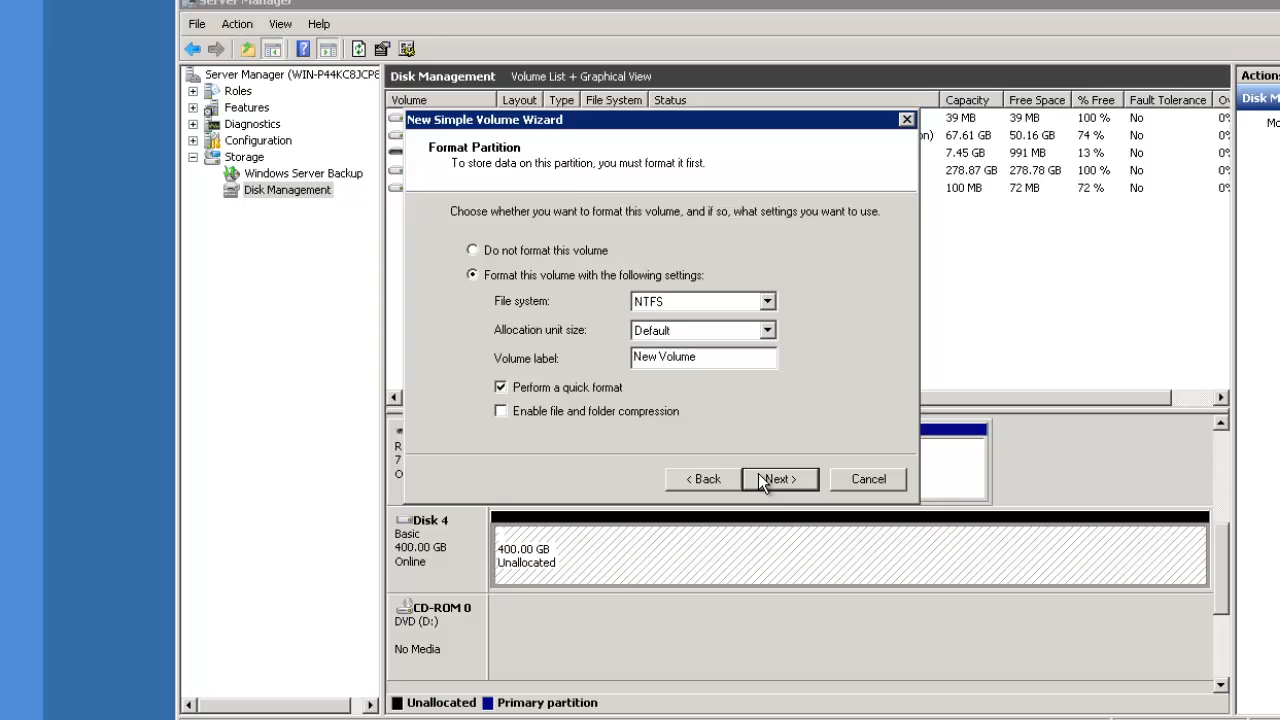 Server Manager
File Action View Help
Server Manager (WIN-P44KC8JCP8
Roles
Features
Diagnostics
Configuration
Storage
Windows Server Backup
Disk Management
Disk Management Volume List + Graphical View
Volume Layout Type File System Status Capacity Free Space % Free Fault Tolerance
39 MB 39 MB 100 % No 0%
on) 67.61 GB 50.16 GB 74 % No 0%
7.45 GB 991 MB 13 % No 0%
278.87 GB 278.78 GB 100 % No 0%
100 MB 72 MB 72 % No 0%
New Simple Volume Wizard
Format Partition
To store data on this partition, you must format it first.
Choose whether you want to format this volume, and if so, what settings you want to use.
Do not format this volume
Format this volume with the following settings:
File system: NTFS
Allocation unit size: Default
Volume label: New Volume
Perform a quick format
Enable file and folder compression
< Back Next > Cancel
R
7
O
Disk 4
Basic
400.00 GB
Online
400.00 GB
Unallocated
CD-ROM 0
DVD (D:)
No Media
Unallocated Primary partition
Actions
Disk M
Mo